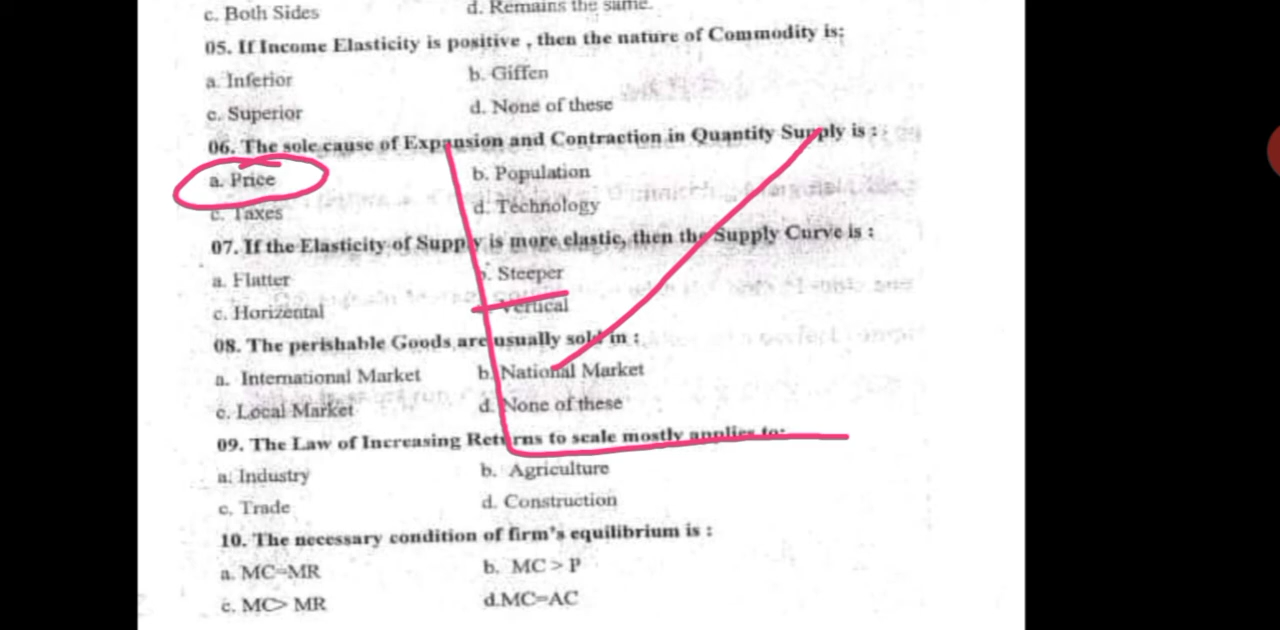 c. Both Sides d. Remains the same.
05. If Income Elasticity is positive , then the nature of Commodity is:
a. Inferior b. Giffen
c. Superior d. None of these
06. The sole cause of Expansion and Contraction in Quantity Supply is :
a. Price b. Population
c. Taxes d. Technology
07. If the Elasticity of Supply is more elastic, then the Supply Curve is :
a. Flatter b. Steeper
c. Horizental d. Vertical
08. The perishable Goods are usually sold in :
a. International Market b. National Market
c. Local Market d. None of these
09. The Law of Increasing Returns to scale mostly applies to:
a. Industry b. Agriculture
c. Trade d. Construction
10. The necessary condition of firm's equilibrium is :
a. MC=MR b. MC > P
c. MC> MR d.MC=AC